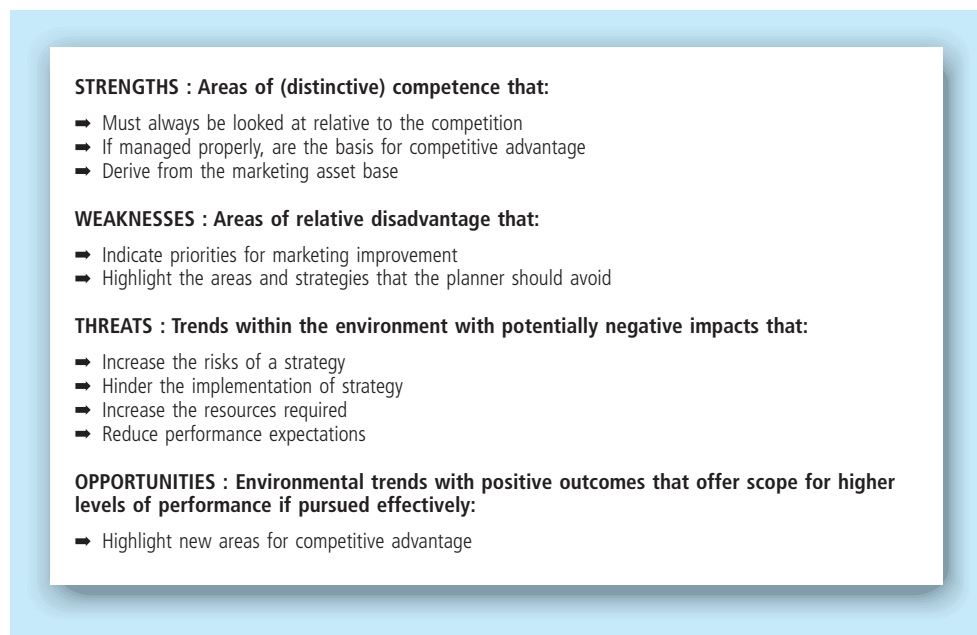 STRENGTHS : Areas of (distinctive) competence that:
➡ Must always be looked at relative to the competition
➡ If managed properly, are the basis for competitive advantage
➡ Derive from the marketing asset base
WEAKNESSES : Areas of relative disadvantage that:
➡ Indicate priorities for marketing improvement
➡ Highlight the areas and strategies that the planner should avoid
THREATS : Trends within the environment with potentially negative impacts that:
➡ Increase the risks of a strategy
➡ Hinder the implementation of strategy
➡ Increase the resources required
➡ Reduce performance expectations
OPPORTUNITIES : Environmental trends with positive outcomes that offer scope for higher
levels of performance if pursued effectively:
➡ Highlight new areas for competitive advantage